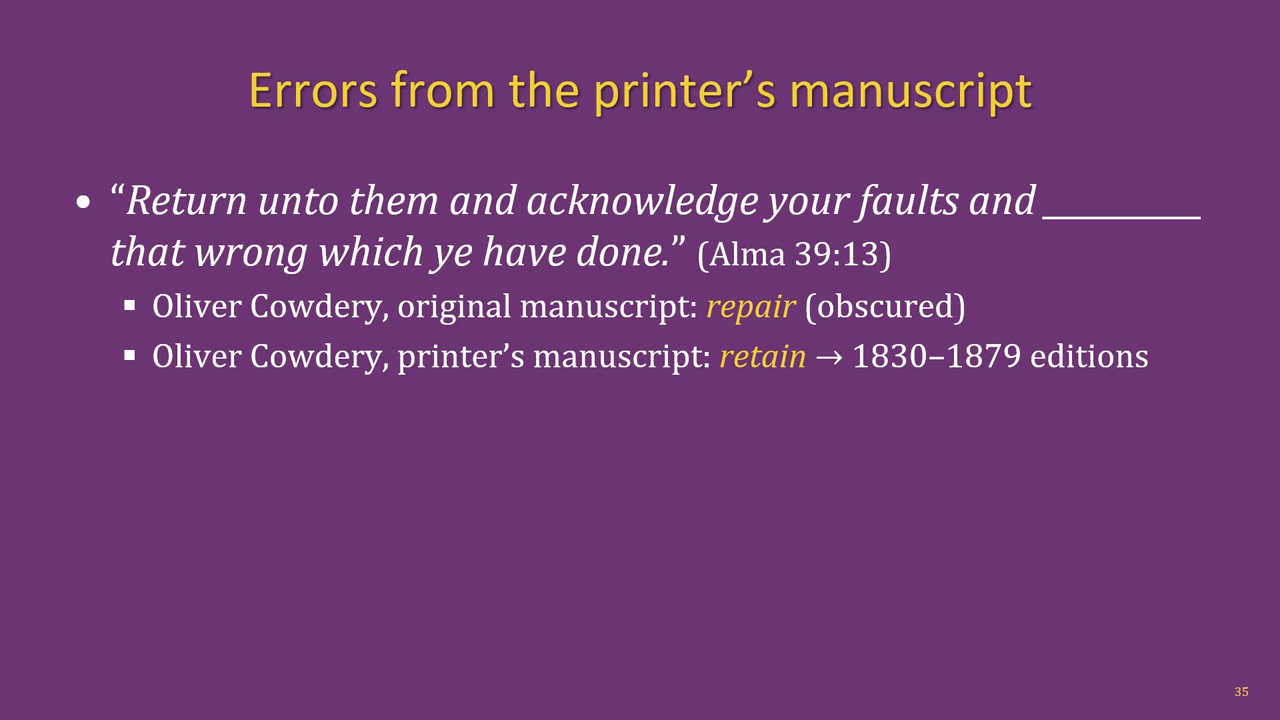 Errors from the printer’s manuscript
• “Return unto them and acknowledge your faults and __________
that wrong which ye have done.” (Alma 39:13)
▪ Oliver Cowdery, original manuscript: repair (obscured)
▪ Oliver Cowdery, printer’s manuscript: retain → 1830–1879 editions
35